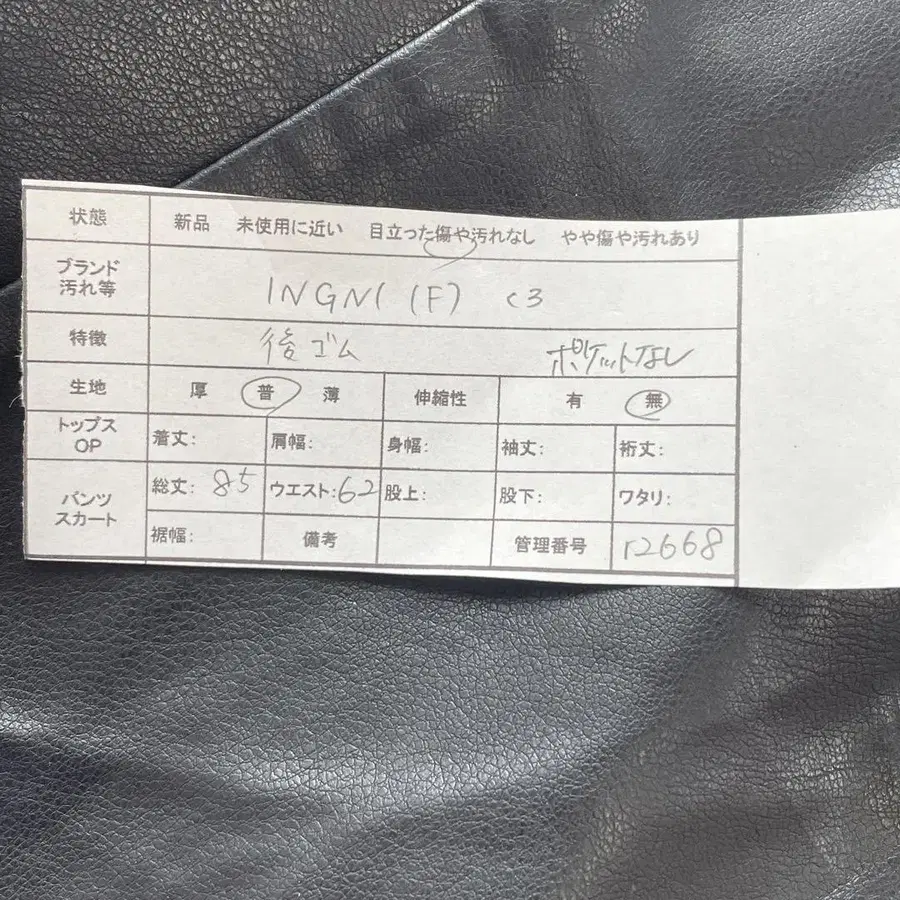 状態 新品 未使用に近い 目立った傷や汚れなし やや傷や汚れあり
ブランド 汚れ等 INGNI (F) c3
特徴 後ゴム ポケットなし
生地 厚 普 薄 伸縮性 有 無
トップス OP 着丈: 肩幅: 身幅: 袖丈: 裄丈:
パンツ スカート 総丈: 85 ウエスト: 62 股上: 股下: ワタリ:
裾幅: 備考 管理番号 r2668